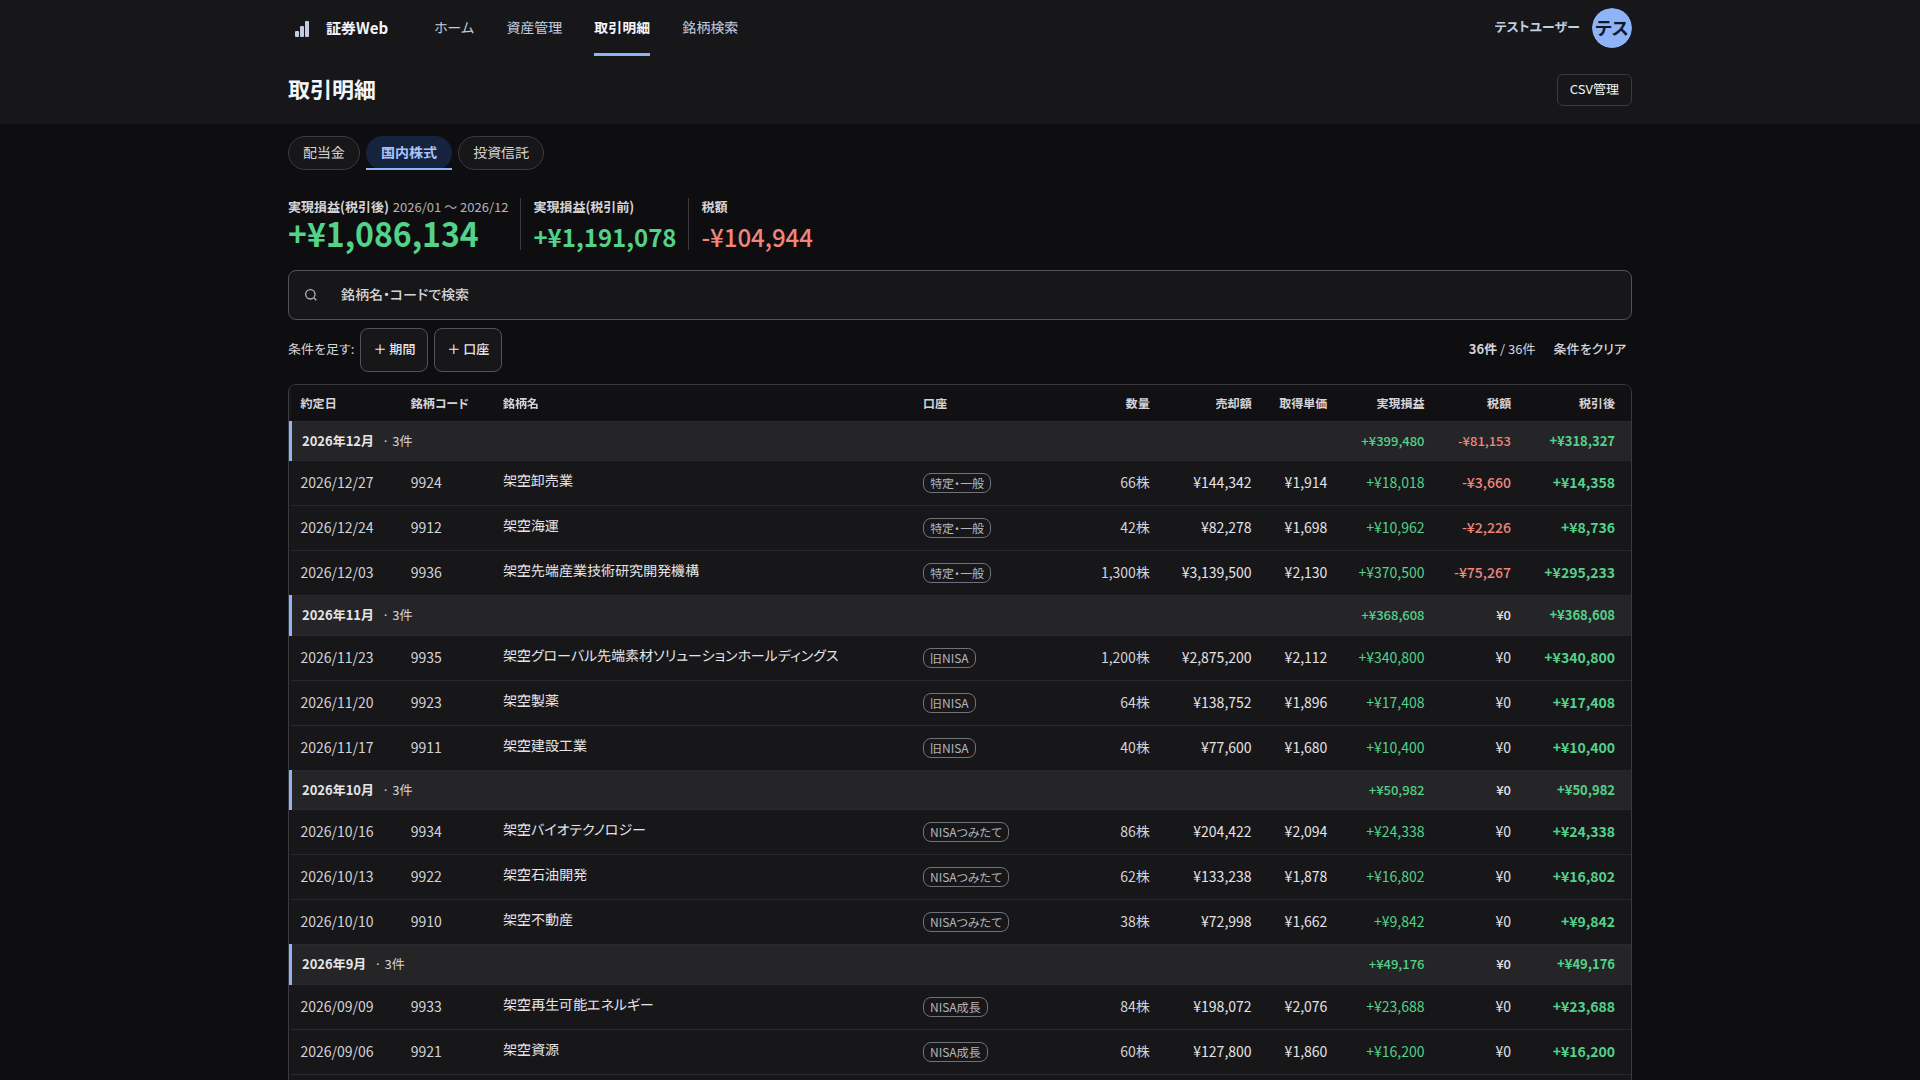 証券Web ホーム 資産管理 取引明細 銘柄検索 テストユーザー テス
取引明細 CSV管理
配当金 国内株式 投資信託
実現損益(税引後) 2026/01 〜 2026/12 実現損益(税引前) 税額
+¥1,086,134 +¥1,191,078 -¥104,944
銘柄名・コードで検索
条件を足す: ＋ 期間 ＋ 口座 36件 / 36件 条件をクリア
約定日 銘柄コード 銘柄名 口座 数量 売却額 取得単価 実現損益 税額 税引後
2026年12月 · 3件 +¥399,480 -¥81,153 +¥318,327
2026/12/27 9924 架空卸売業 特定・一般 66株 ¥144,342 ¥1,914 +¥18,018 -¥3,660 +¥14,358
2026/12/24 9912 架空海運 特定・一般 42株 ¥82,278 ¥1,698 +¥10,962 -¥2,226 +¥8,736
2026/12/03 9936 架空先端産業技術研究開発機構 特定・一般 1,300株 ¥3,139,500 ¥2,130 +¥370,500 -¥75,267 +¥295,233
2026年11月 · 3件 +¥368,608 ¥0 +¥368,608
2026/11/23 9935 架空グローバル先端素材ソリューションホールディングス 旧NISA 1,200株 ¥2,875,200 ¥2,112 +¥340,800 ¥0 +¥340,800
2026/11/20 9923 架空製薬 旧NISA 64株 ¥138,752 ¥1,896 +¥17,408 ¥0 +¥17,408
2026/11/17 9911 架空建設工業 旧NISA 40株 ¥77,600 ¥1,680 +¥10,400 ¥0 +¥10,400
2026年10月 · 3件 +¥50,982 ¥0 +¥50,982
2026/10/16 9934 架空バイオテクノロジー NISAつみたて 86株 ¥204,422 ¥2,094 +¥24,338 ¥0 +¥24,338
2026/10/13 9922 架空石油開発 NISAつみたて 62株 ¥133,238 ¥1,878 +¥16,802 ¥0 +¥16,802
2026/10/10 9910 架空不動産 NISAつみたて 38株 ¥72,998 ¥1,662 +¥9,842 ¥0 +¥9,842
2026年9月 · 3件 +¥49,176 ¥0 +¥49,176
2026/09/09 9933 架空再生可能エネルギー NISA成長 84株 ¥198,072 ¥2,076 +¥23,688 ¥0 +¥23,688
2026/09/06 9921 架空資源 NISA成長 60株 ¥127,800 ¥1,860 +¥16,200 ¥0 +¥16,200